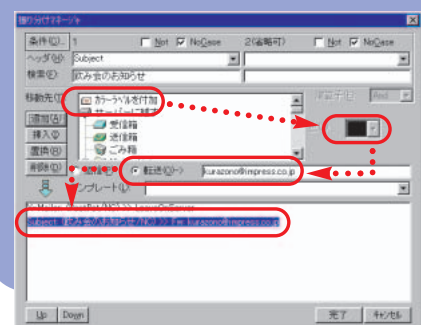 振り分けマネージャ
条件(C)... 1 Not NoCase 2(省略可) Not NoCase
ヘッダ(H): Subject
検索(E): 飲み会のお知らせ
移動先(T) カラーラベルを付加 And
受信箱
追加(A) 送信箱
挿入(I) ごみ箱
置換(R)
削除(D) 転送(O)-> kurazono@impress.co.jp
テンプレート(L):
Up Down 完了 キャンセル